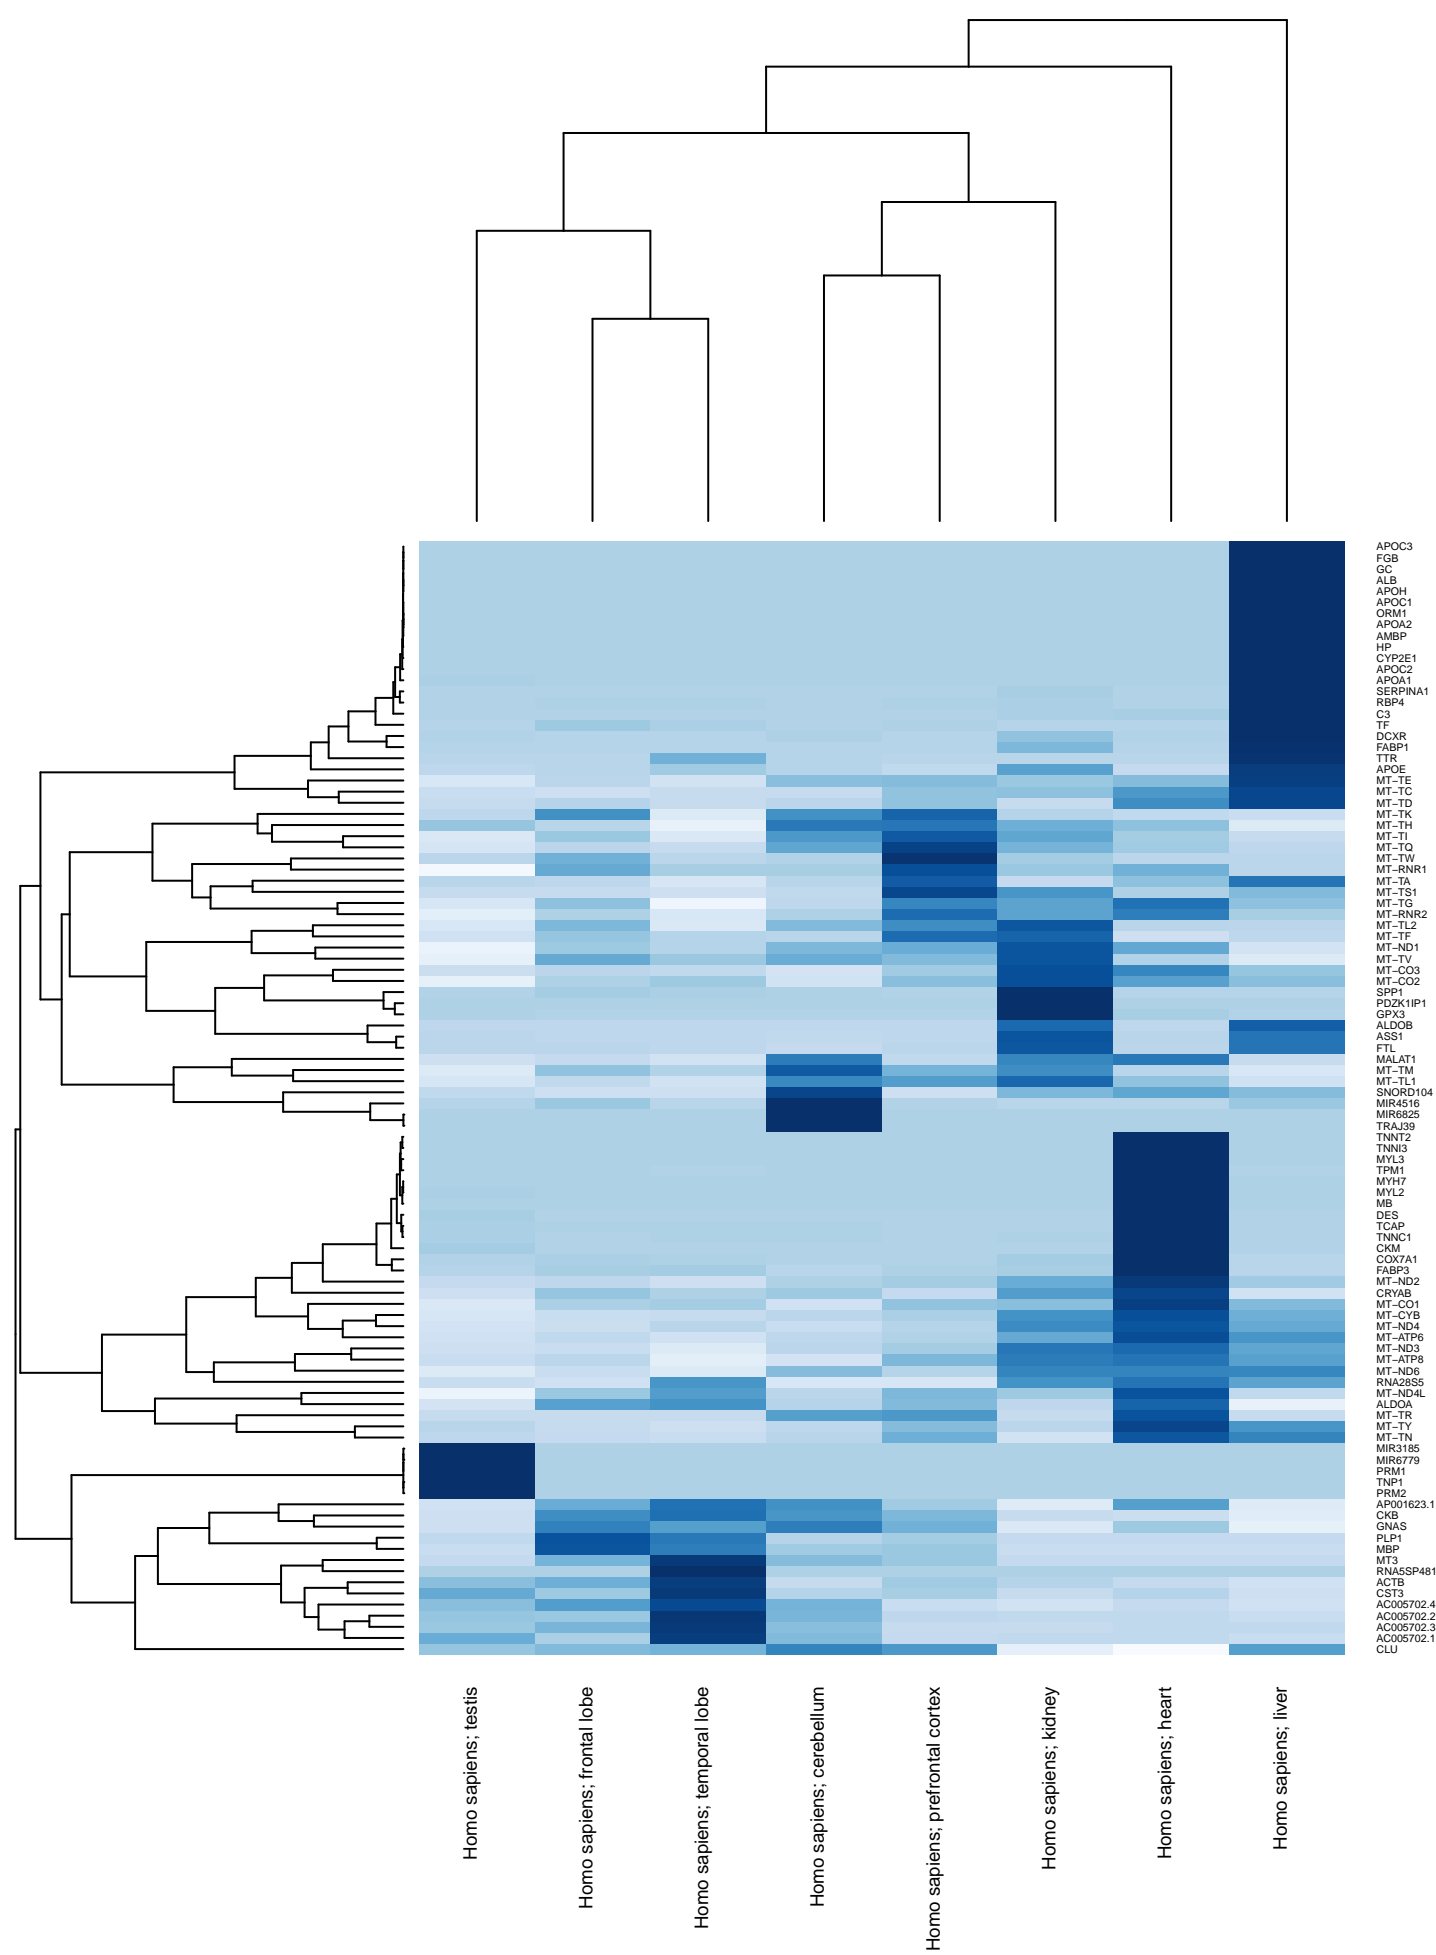 APOC3
FGB
GC
ALB
APOH
APOC1
ORM1
APOA2
AMBP
HP
CYP2E1
APOC2
APOA1
SERPINA1
RBP4
C3
TF
DCXR
FABP1
TTR
APOE
MT−TE
MT−TC
MT−TD
MT−TK
MT−TH
MT−TI
MT−TQ
MT−TW
MT−RNR1
MT−TA
MT−TS1
MT−TG
MT−RNR2
MT−TL2
MT−TF
MT−ND1
MT−TV
MT−CO3
MT−CO2
SPP1
PDZK1IP1
GPX3
ALDOB
ASS1
FTL
MALAT1
MT−TM
MT−TL1
SNORD104
MIR4516
MIR6825
TRAJ39
TNNT2
TNNI3
MYL3
TPM1
MYH7
MYL2
MB
DES
TCAP
TNNC1
CKM
COX7A1
FABP3
MT−ND2
CRYAB
MT−CO1
MT−CYB
MT−ND4
MT−ATP6
MT−ND3
MT−ATP8
MT−ND6
RNA28S5
MT−ND4L
ALDOA
MT−TR
MT−TY
MT−TN
MIR3185
MIR6779
PRM1
TNP1
PRM2
AP001623.1
CKB
GNAS
PLP1
MBP
MT3
RNA5SP481
ACTB
CST3
AC005702.4
AC005702.2
AC005702.3
AC005702.1
CLU
Homo sapiens; testis
Homo sapiens; frontal lobe
Homo sapiens; temporal lobe
Homo sapiens; cerebellum
Homo sapiens; prefrontal cortex
Homo sapiens; kidney
Homo sapiens; heart
Homo sapiens; liver